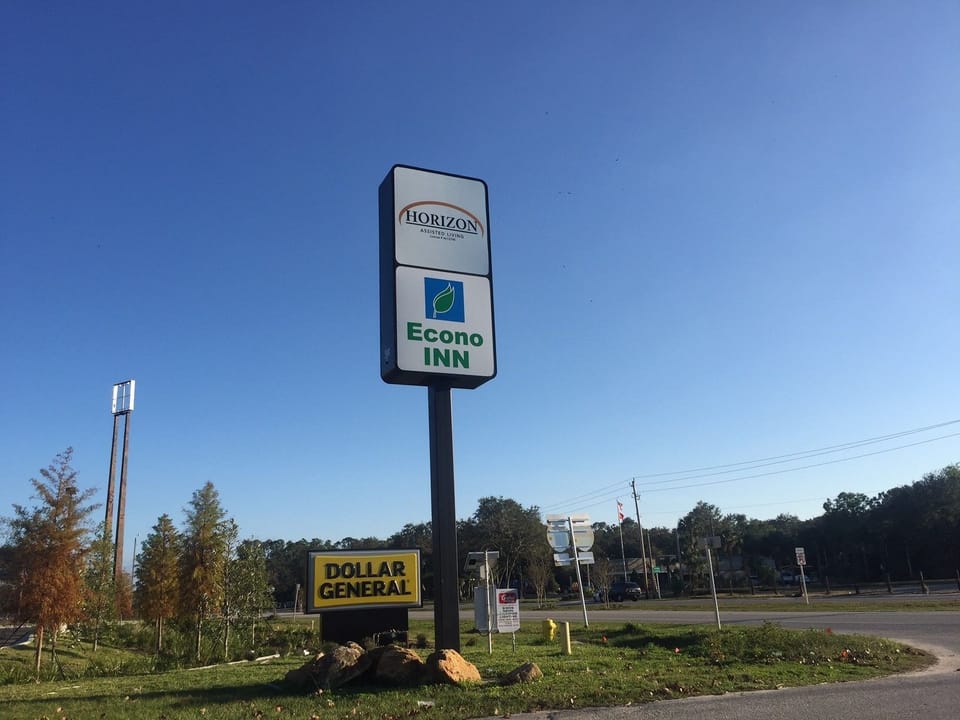 HORIZON
ASSISTED LIVING
Econo
INN
DOLLAR
GENERAL